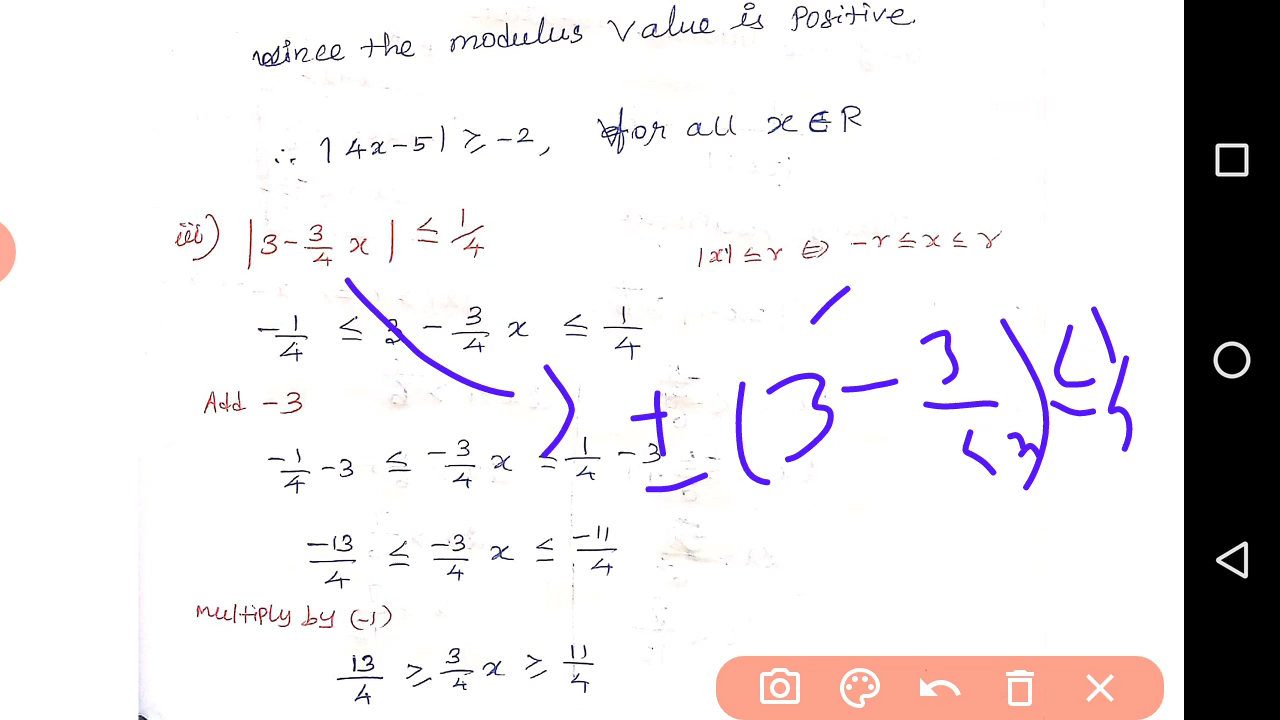 since the modulus value is positive
∴ |4x-5| ≥ -2, for all x ∈ R
iii) |3 - 3/4 x| ≤ 1/4
|x| ≤ r ⇔ -r ≤ x ≤ r
-1/4 ≤ 3 - 3/4 x ≤ 1/4
Add -3
-1/4 -3 ≤ -3/4 x ≤ 1/4 - 3
± (3 - 3
-13/4 ≤ -3/4 x ≤ -11/4
multiply by (-1)
13/4 ≥ 3/4 x ≥ 11/4